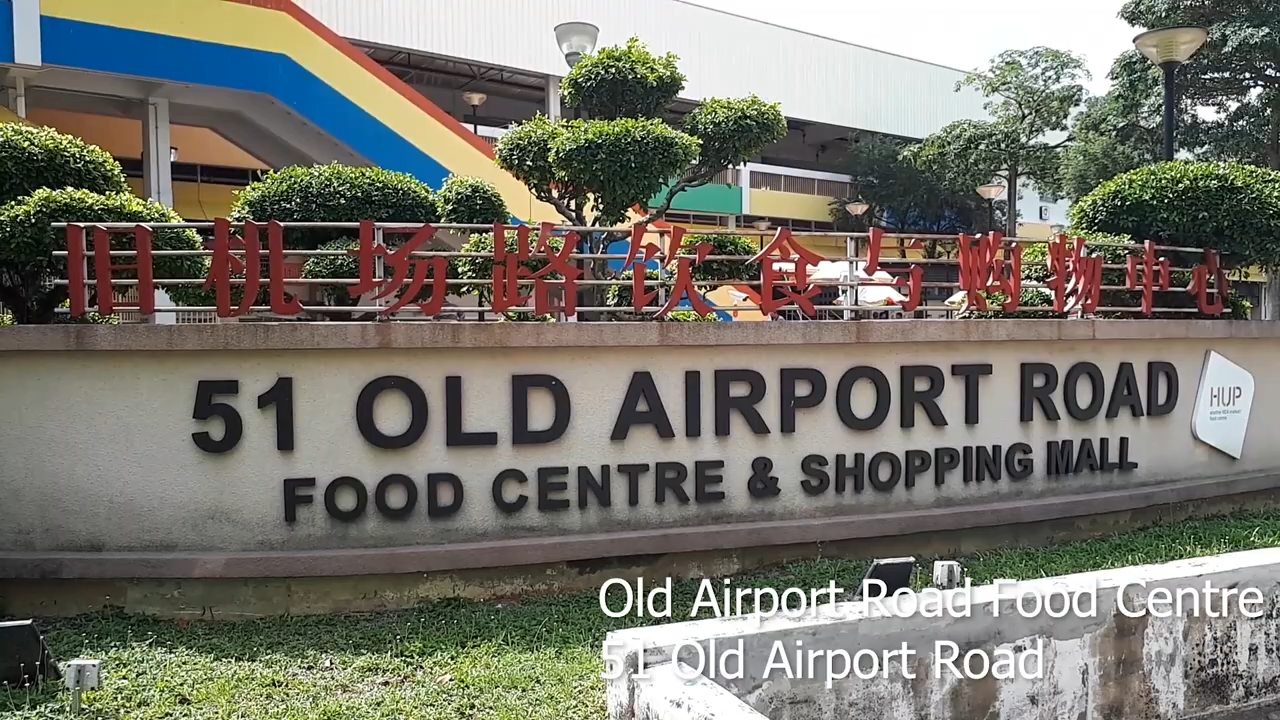 旧机场路饮食与购物中心
51 OLD AIRPORT ROAD
FOOD CENTRE & SHOPPING MALL
HUP
Old Airport Road Food Centre
51 Old Airport Road